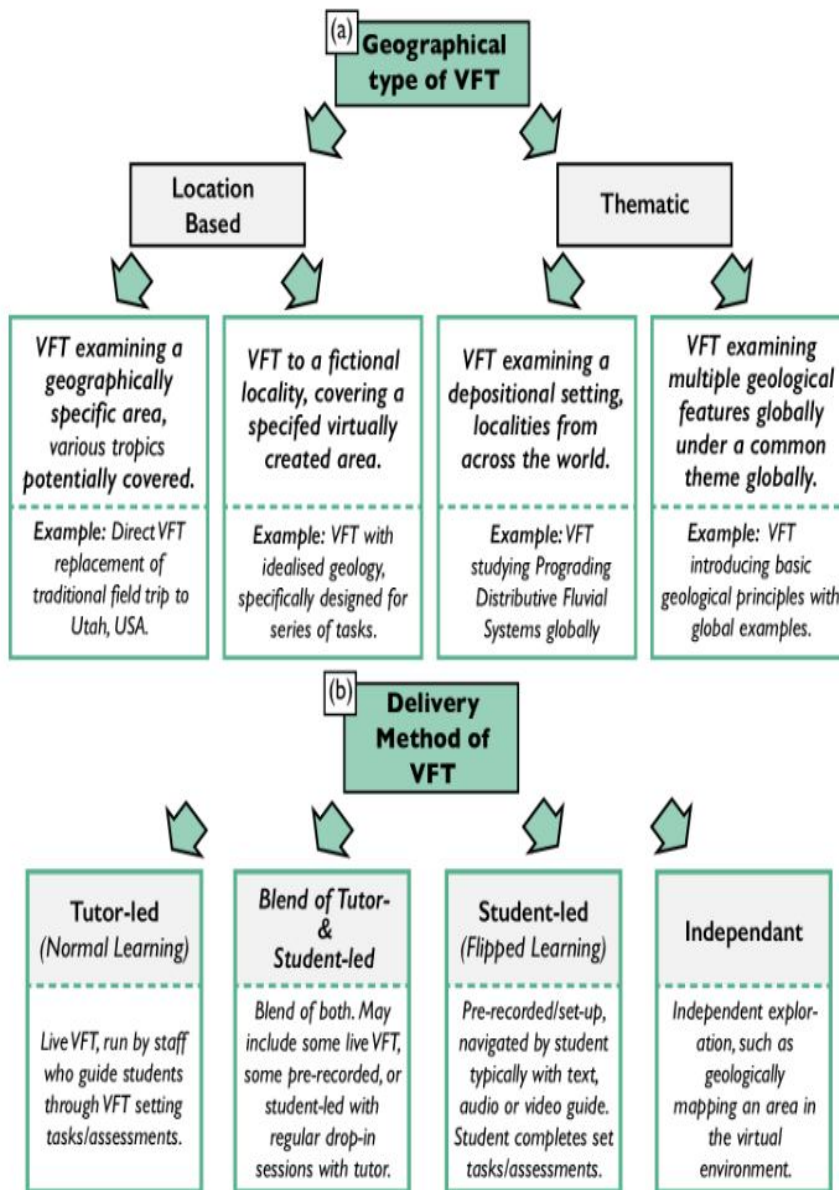 (a)
Geographical
type of VFT
Location
Based
Thematic
VFT examining a
geographically
specific area,
various tropics
potentially covered.
Example: Direct VFT
replacement of
traditional field trip to
Utah, USA.
VFT to a fictional
locality, covering a
specifed virtually
created area.
Example: VFT with
idealised geology,
specifically designed for
series of tasks.
VFT examining a
depositional setting,
localities from
across the world.
Example: VFT
studying Prograding
Distributive Fluvial
Systems globally
VFT examining
multiple geological
features globally
under a common
theme globally.
Example: VFT
introducing basic
geological principles with
global examples.
(b)
Delivery
Method of
VFT
Tutor-led
(Normal Learning)
Live VFT, run by staff
who guide students
through VFT setting
tasks/assessments.
Blend of Tutor-
&
Student-led
Blend of both. May
include some live VFT,
some pre-recorded, or
student-led with
regular drop-in
sessions with tutor.
Student-led
(Flipped Learning)
Pre-recorded/set-up,
navigated by student
typically with text,
audio or video guide.
Student completes set
tasks/assessments.
Independant
Independent explor-
ation, such as
geologically
mapping an area in
the virtual
environment.